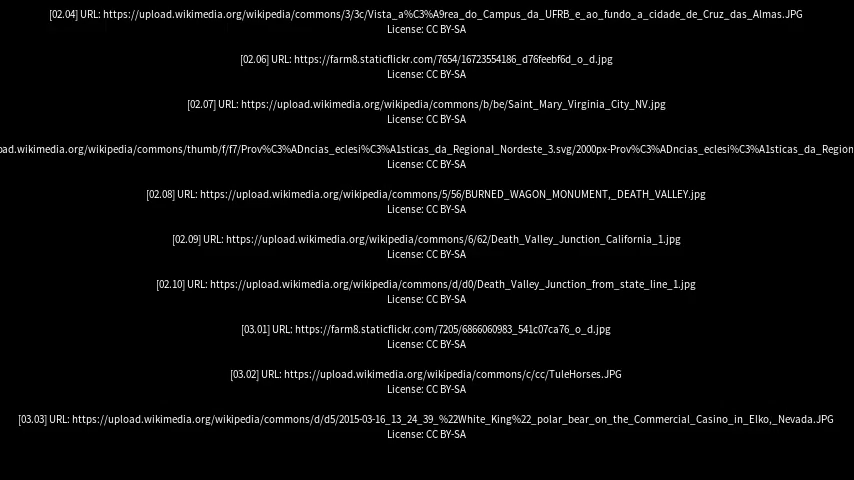 [02.04] URL: https://upload.wikimedia.org/wikipedia/commons/3/3c/Vista_a%C3%A9rea_do_Campus_da_UFRB_e_ao_fundo_a_cidade_de_Cruz_das_Almas.JPG
License: CC BY-SA
[02.06] URL: https://farm8.staticflickr.com/7654/16723554186_d76feebf6d_o_d.jpg
License: CC BY-SA
[02.07] URL: https://upload.wikimedia.org/wikipedia/commons/b/be/Saint_Mary_Virginia_City_NV.jpg
License: CC BY-SA
oad.wikimedia.org/wikipedia/commons/thumb/f/f7/Prov%C3%ADncias_eclesi%C3%A1sticas_da_Regional_Nordeste_3.svg/2000px-Prov%C3%ADncias_eclesi%C3%A1sticas_da_Region
License: CC BY-SA
[02.08] URL: https://upload.wikimedia.org/wikipedia/commons/5/56/BURNED_WAGON_MONUMENT,_DEATH_VALLEY.jpg
License: CC BY-SA
[02.09] URL: https://upload.wikimedia.org/wikipedia/commons/6/62/Death_Valley_Junction_California_1.jpg
License: CC BY-SA
[02.10] URL: https://upload.wikimedia.org/wikipedia/commons/d/d0/Death_Valley_Junction_from_state_line_1.jpg
License: CC BY-SA
[03.01] URL: https://farm8.staticflickr.com/7205/6866060983_541c07ca76_o_d.jpg
License: CC BY-SA
[03.02] URL: https://upload.wikimedia.org/wikipedia/commons/c/cc/TuleHorses.JPG
License: CC BY-SA
[03.03] URL: https://upload.wikimedia.org/wikipedia/commons/d/d5/2015-03-16_13_24_39_%22White_King%22_polar_bear_on_the_Commercial_Casino_in_Elko,_Nevada.JPG
License: CC BY-SA